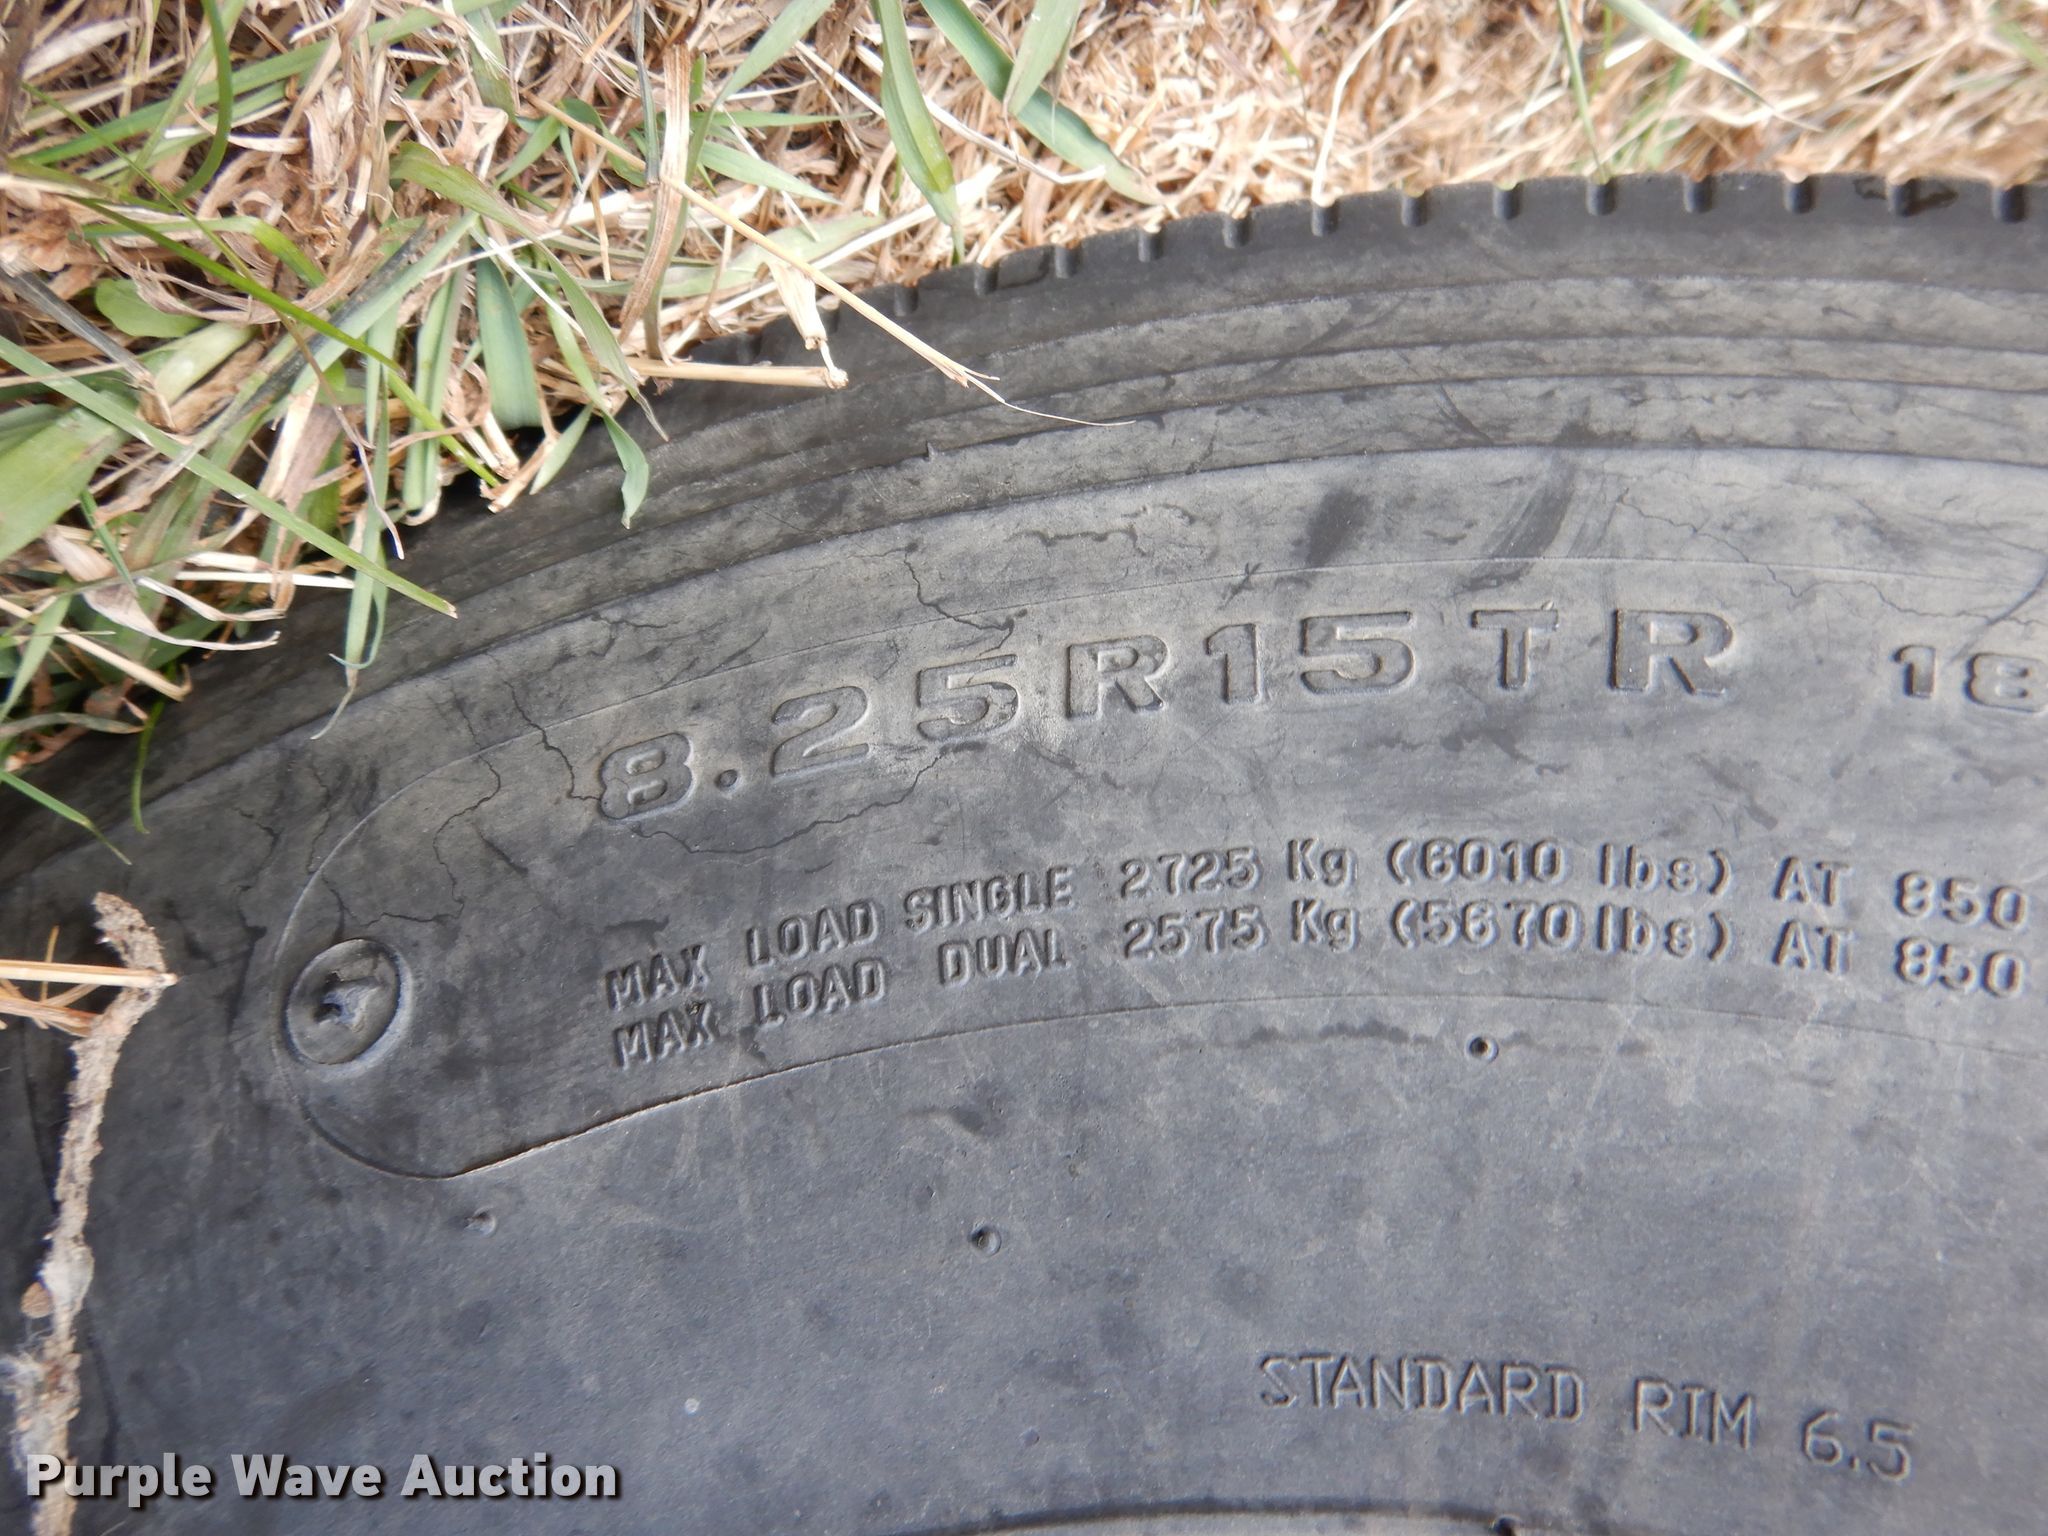 8.25R15TR 18
MAX LOAD SINGLE 2725 Kg (6010 lbs) AT 850
MAX LOAD DUAL 2575 Kg (5670 lbs) AT 850
STANDARD RIM 6.5
Purple Wave Auction